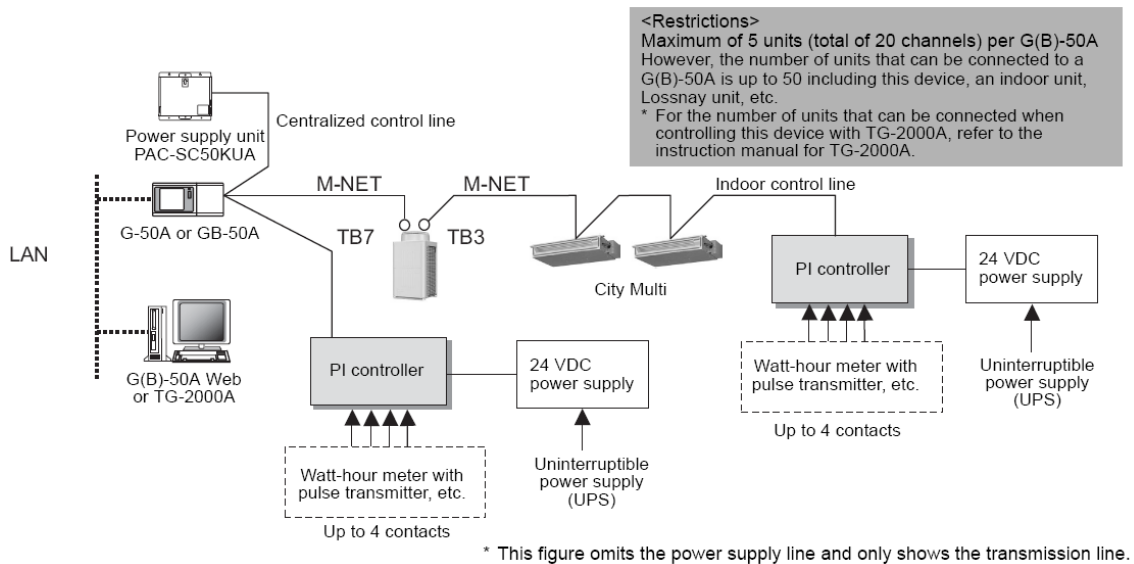 <Restrictions>
Maximum of 5 units (total of 20 channels) per G(B)-50A
However, the number of units that can be connected to a
G(B)-50A is up to 50 including this device, an indoor unit,
Lossnay unit, etc.
* For the number of units that can be connected when
controlling this device with TG-2000A, refer to the
instruction manual for TG-2000A.
Power supply unit
PAC-SC50KUA
Centralized control line
M-NET
M-NET
Indoor control line
G-50A or GB-50A
TB7
TB3
LAN
City Multi
PI controller
24 VDC
power supply
G(B)-50A Web
or TG-2000A
PI controller
24 VDC
power supply
Watt-hour meter with
pulse transmitter, etc.
Uninterruptible
power supply
(UPS)
Up to 4 contacts
Watt-hour meter with
pulse transmitter, etc.
Uninterruptible
power supply
(UPS)
Up to 4 contacts
* This figure omits the power supply line and only shows the transmission line.